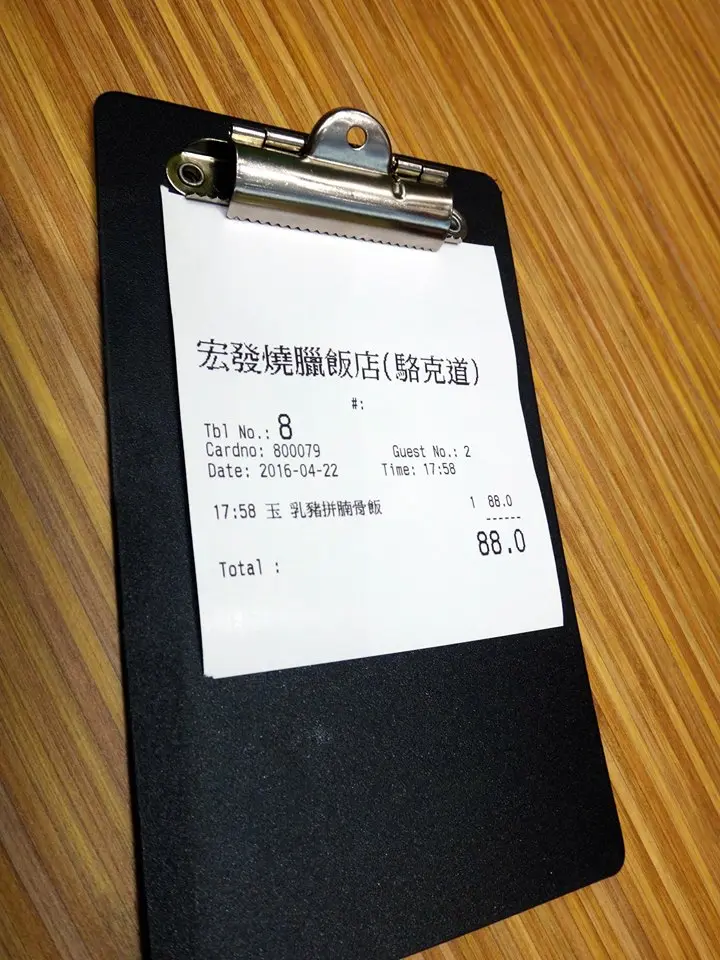 宏發燒臘飯店(駱克道)
#:
Tbl No.: 8
Cardno: 800079 Guest No.: 2
Date: 2016-04-22 Time: 17:58
17:58 玉 乳豬拼腩骨飯 1 88.0
------
88.0
Total :